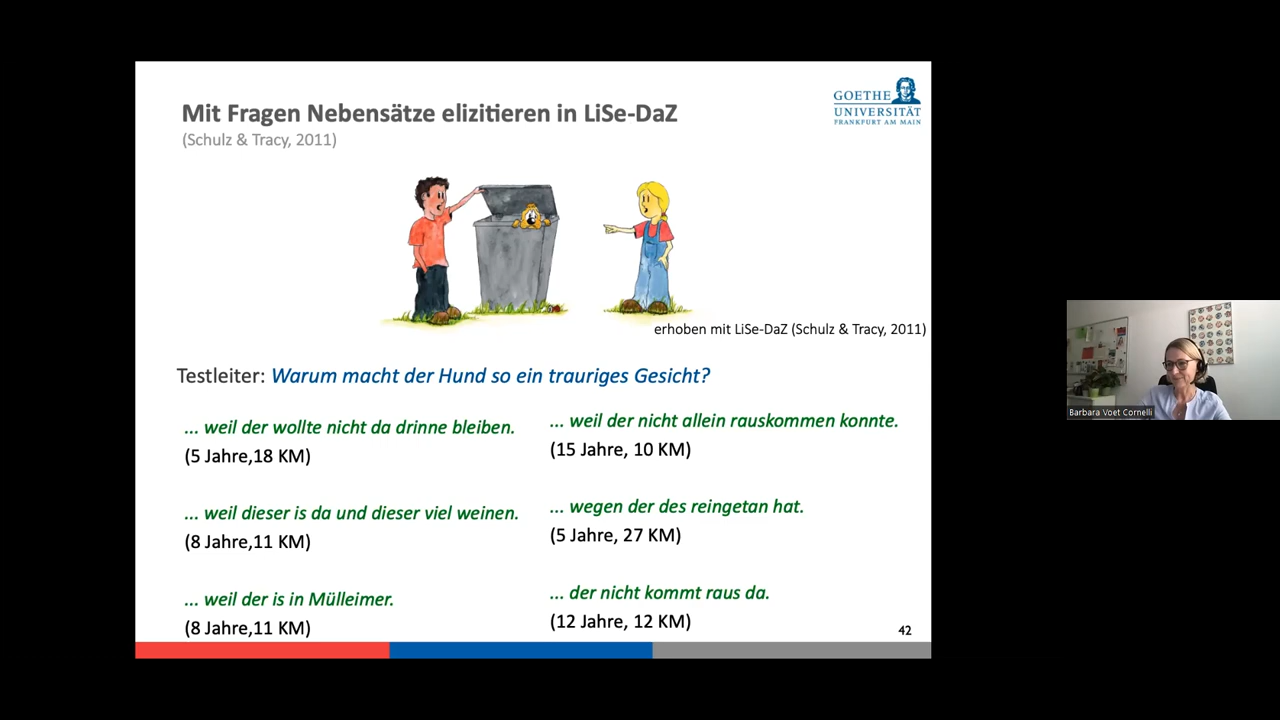 Mit Fragen Nebensätze elizitieren in LiSe-DaZ
(Schulz & Tracy, 2011)
GOETHE
UNIVERSITÄT
FRANKFURT AM MAIN
erhoben mit LiSe-DaZ (Schulz & Tracy, 2011)
Testleiter: Warum macht der Hund so ein trauriges Gesicht?
... weil der wollte nicht da drinne bleiben.
(5 Jahre,18 KM)
... weil dieser is da und dieser viel weinen.
(8 Jahre,11 KM)
... weil der is in Mülleimer.
(8 Jahre,11 KM)
... weil der nicht allein rauskommen konnte.
(15 Jahre, 10 KM)
... wegen der des reingetan hat.
(5 Jahre, 27 KM)
... der nicht kommt raus da.
(12 Jahre, 12 KM)
42
Barbara Voet Cornelli